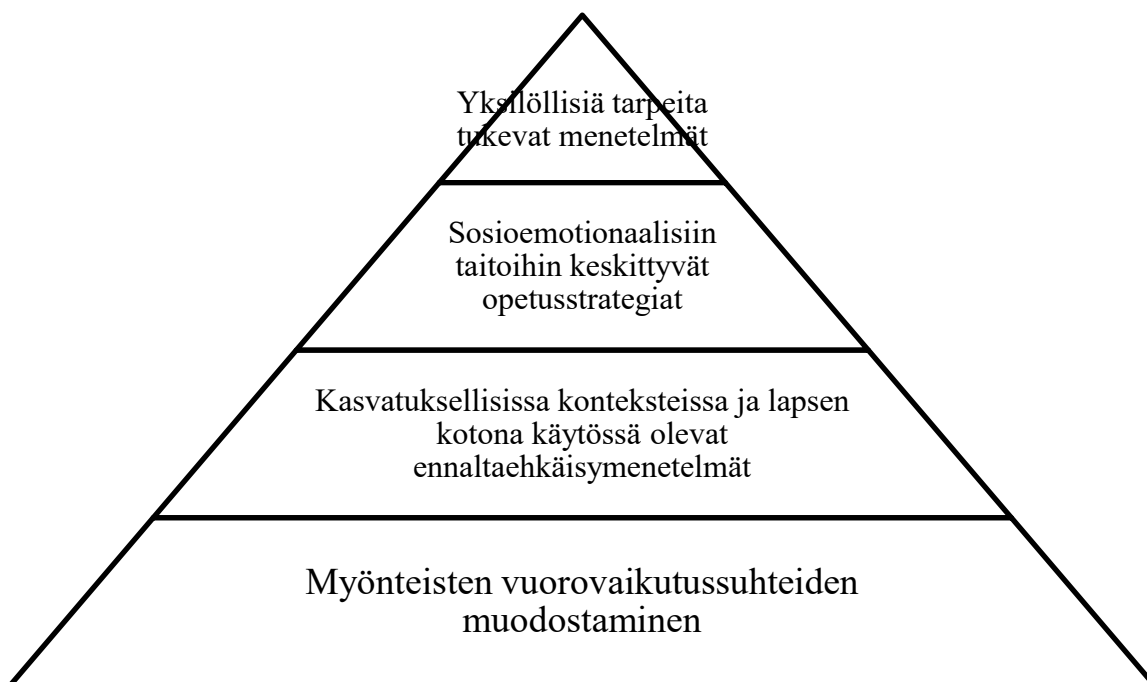 Yksilöllisiä tarpeita
tukevat menetelmät
Sosioemotionaalisiin
taitoihin keskittyvät
opetusstrategiat
Kasvatuksellisissa konteksteissa ja lapsen
kotona käytössä olevat
ennaltaehkäisymenetelmät
Myönteisten vuorovaikutussuhteiden
muodostaminen